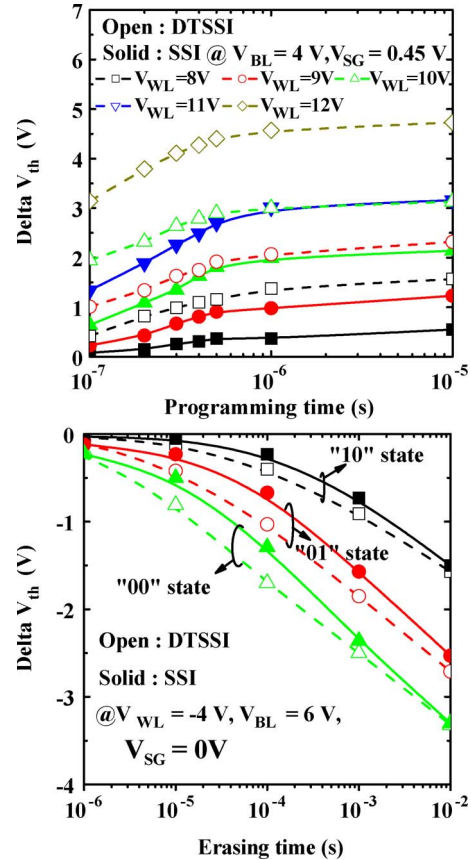 Open : DTSSI
Solid : SSI @ V_BL = 4 V,V_SG = 0.45 V
V_WL=8V V_WL=9V V_WL=10V
V_WL=11V V_WL=12V
Delta V_th (V)
7
6
5
4
3
2
1
0
10^-7 10^-6 10^-5
Programming time (s)
0
-1
-2
-3
-4
Delta V_th (V)
"10" state
"01" state
"00" state
Open : DTSSI
Solid : SSI
@V_WL = -4 V, V_BL = 6 V,
V_SG = 0V
10^-6 10^-5 10^-4 10^-3 10^-2
Erasing time (s)